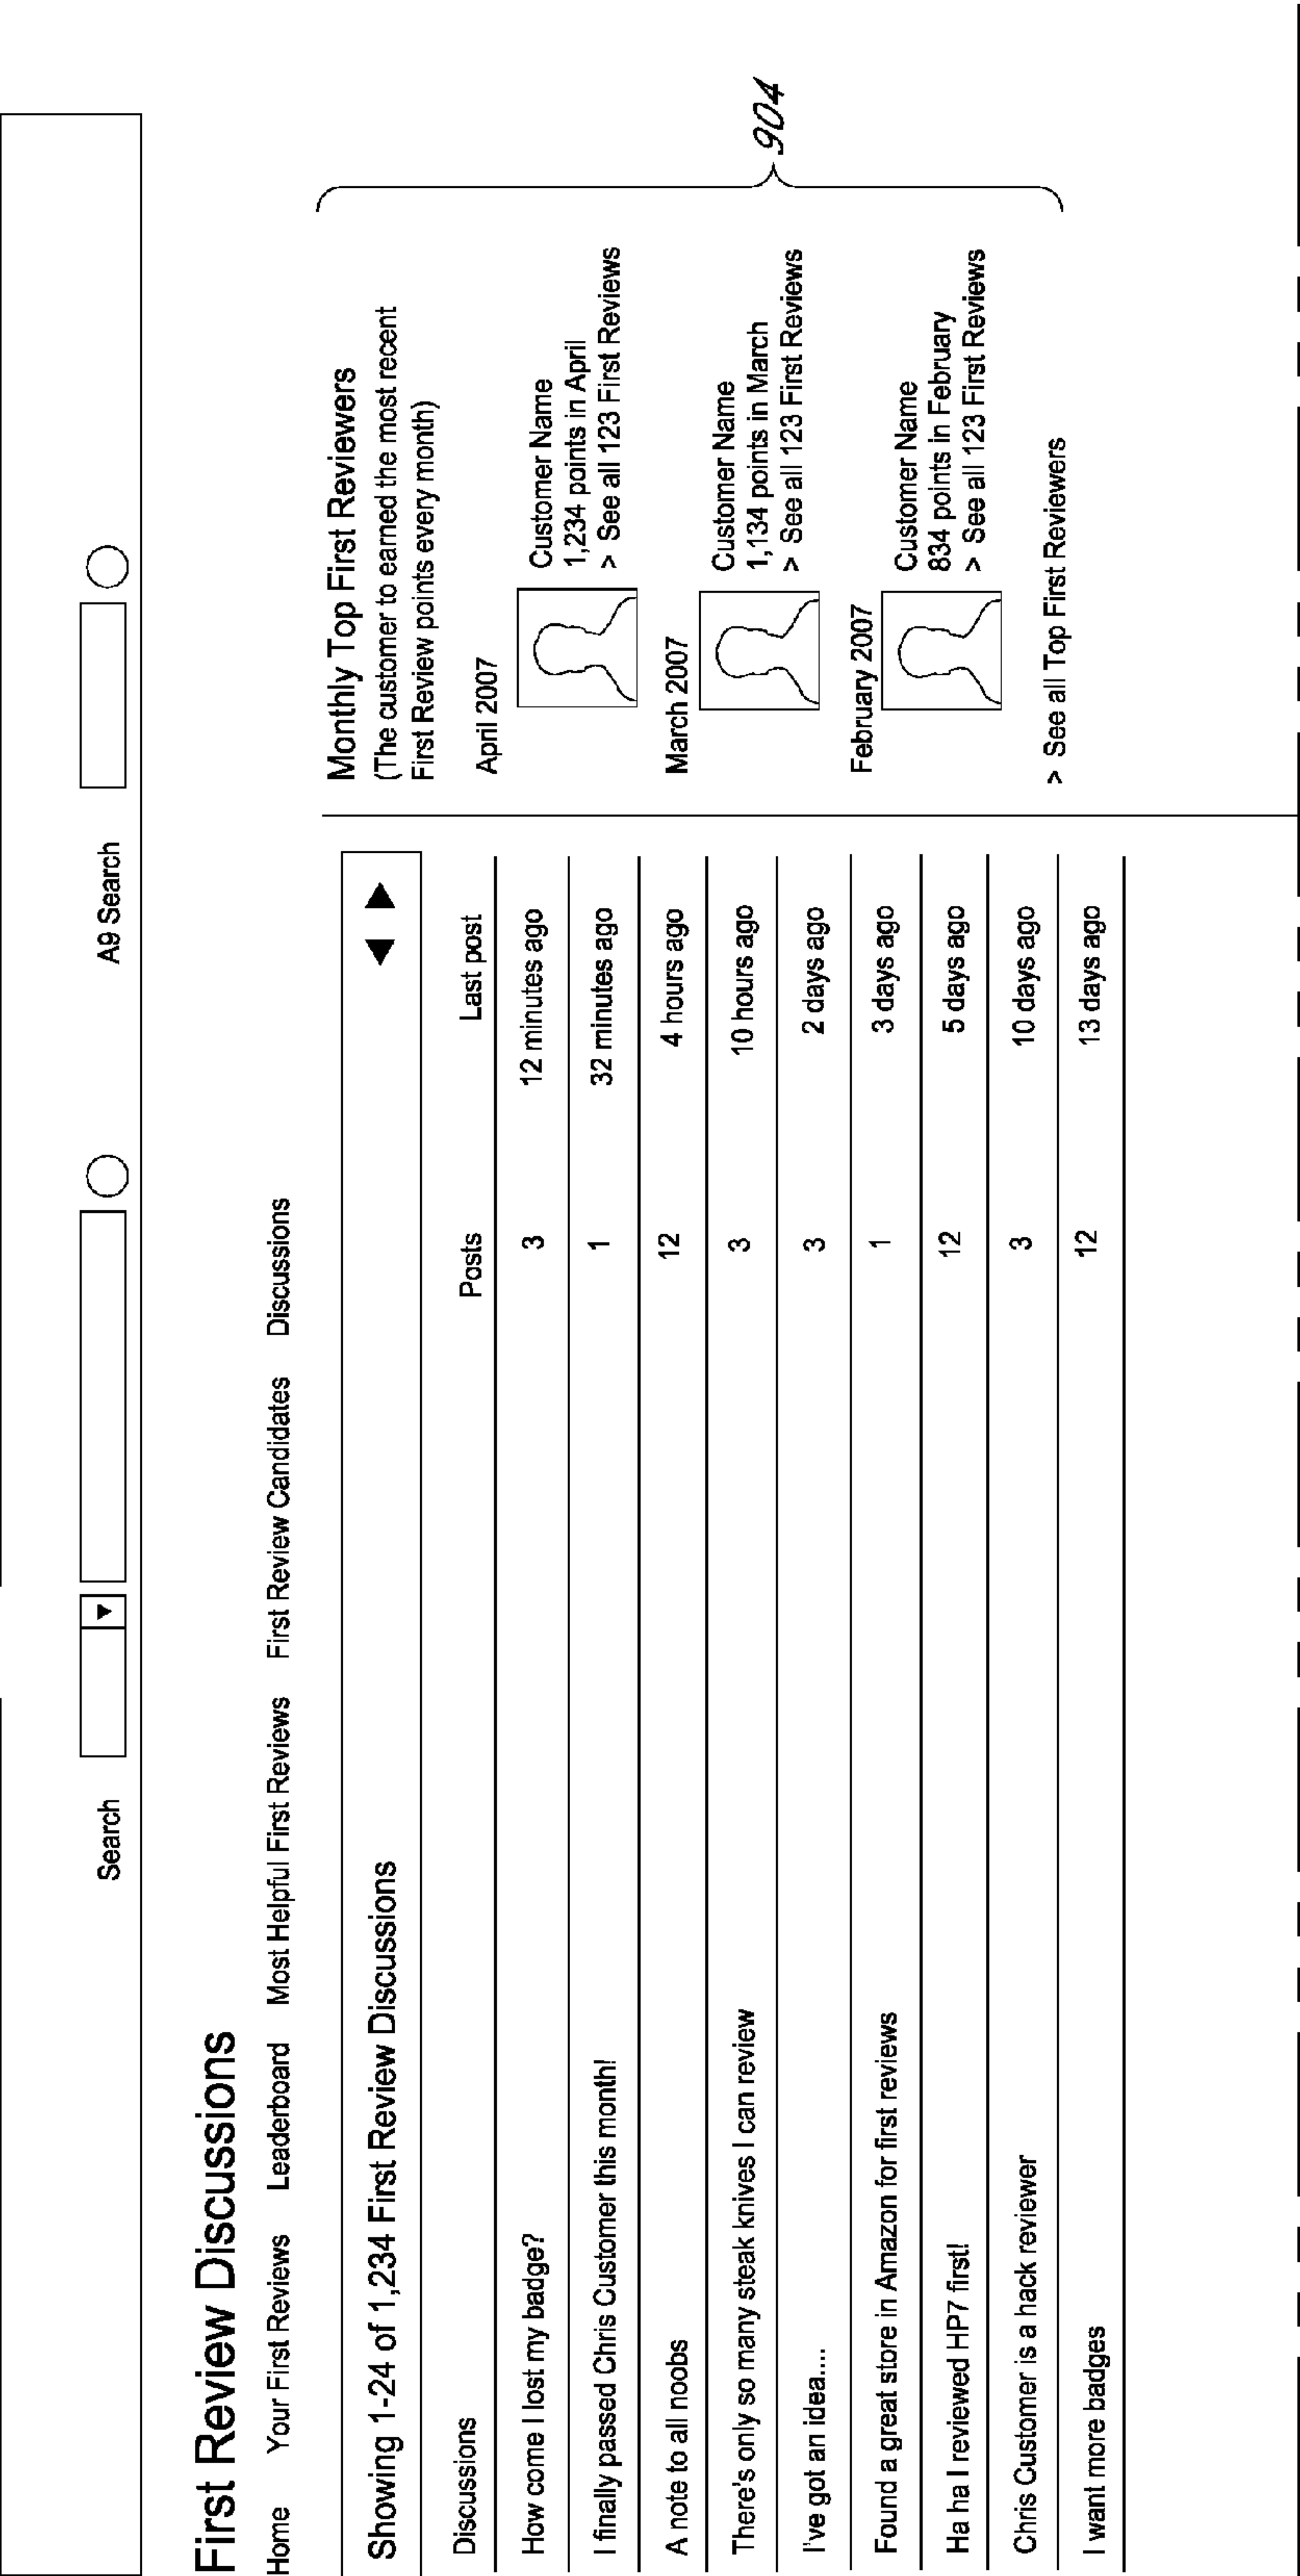 Search
A9 Search
First Review Discussions
Home Your First Reviews Leaderboard Most Helpful First Reviews First Review Candidates Discussions
Showing 1-24 of 1,234 First Review Discussions
Discussions Posts Last post
How come I lost my badge? 3 12 minutes ago
I finally passed Chris Customer this month! 1 32 minutes ago
A note to all noobs 12 4 hours ago
There's only so many steak knives I can review 3 10 hours ago
I've got an idea.... 3 2 days ago
Found a great store in Amazon for first reviews 1 3 days ago
Ha ha I reviewed HP7 first! 12 5 days ago
Chris Customer is a hack reviewer 3 10 days ago
I want more badges 12 13 days ago
Monthly Top First Reviewers
(The customer to earned the most recent
First Review points every month)
April 2007
Customer Name
1,234 points in April
> See all 123 First Reviews
March 2007
Customer Name
1,134 points in March
> See all 123 First Reviews
February 2007
Customer Name
834 points in February
> See all 123 First Reviews
> See all Top First Reviewers
904